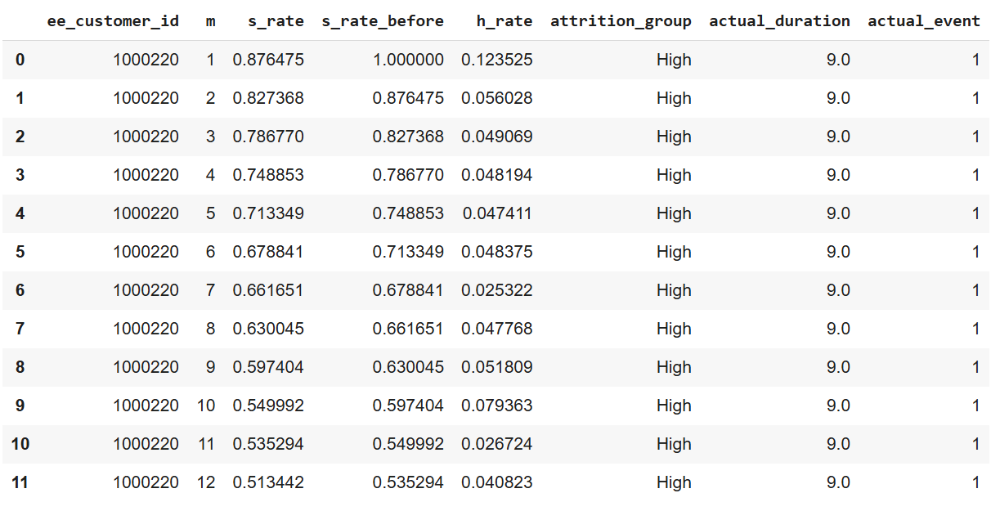 ee_customer_id m s_rate s_rate_before h_rate attrition_group actual_duration actual_event
0 1000220 1 0.876475 1.000000 0.123525 High 9.0 1
1 1000220 2 0.827368 0.876475 0.056028 High 9.0 1
2 1000220 3 0.786770 0.827368 0.049069 High 9.0 1
3 1000220 4 0.748853 0.786770 0.048194 High 9.0 1
4 1000220 5 0.713349 0.748853 0.047411 High 9.0 1
5 1000220 6 0.678841 0.713349 0.048375 High 9.0 1
6 1000220 7 0.661651 0.678841 0.025322 High 9.0 1
7 1000220 8 0.630045 0.661651 0.047768 High 9.0 1
8 1000220 9 0.597404 0.630045 0.051809 High 9.0 1
9 1000220 10 0.549992 0.597404 0.079363 High 9.0 1
10 1000220 11 0.535294 0.549992 0.026724 High 9.0 1
11 1000220 12 0.513442 0.535294 0.040823 High 9.0 1